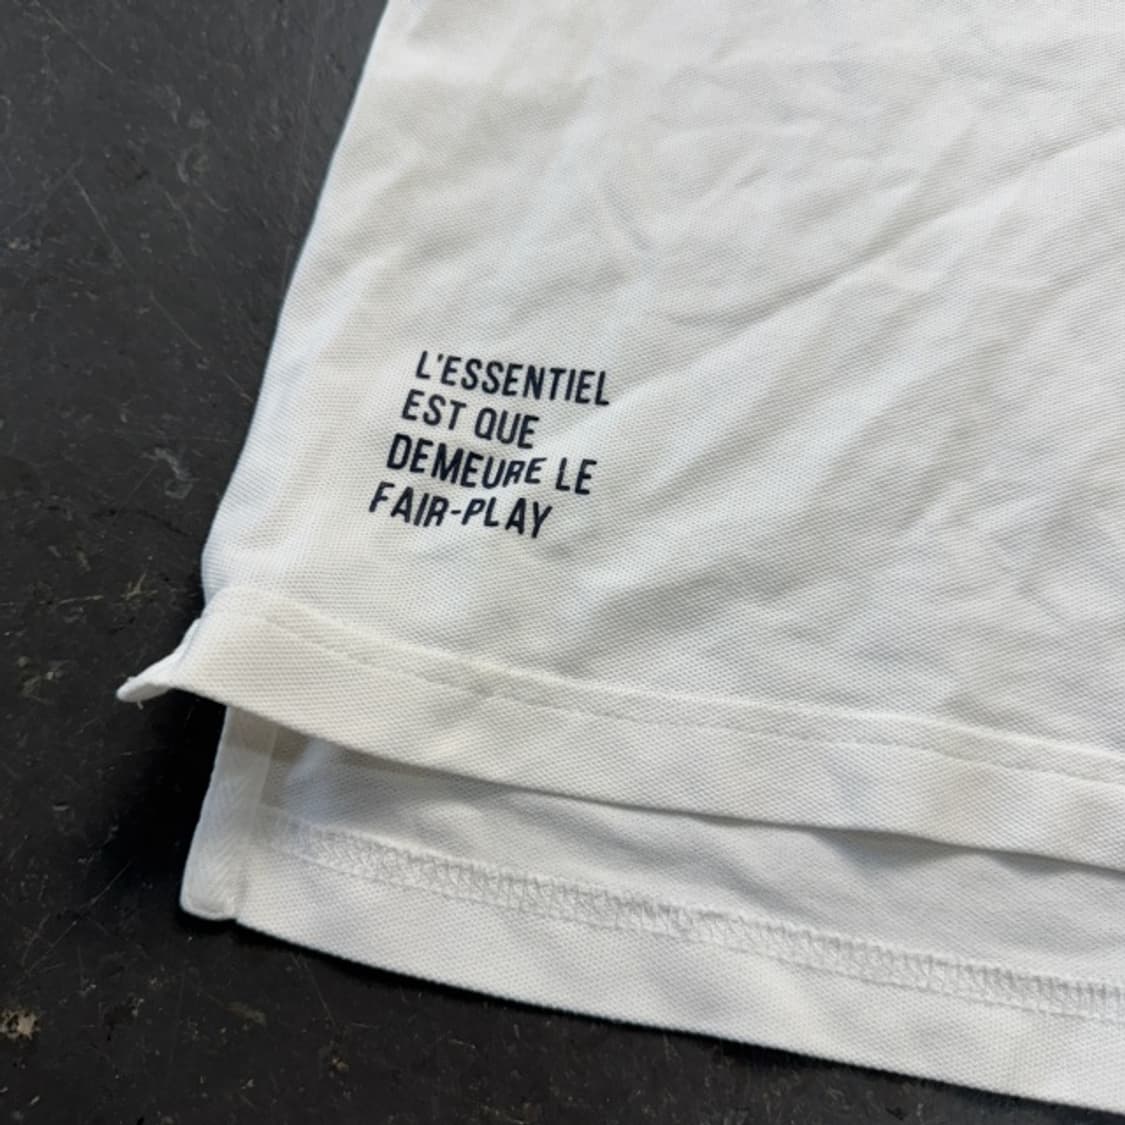 L'ESSENTIEL
EST QUE
DEMEURE LE
FAIR-PLAY